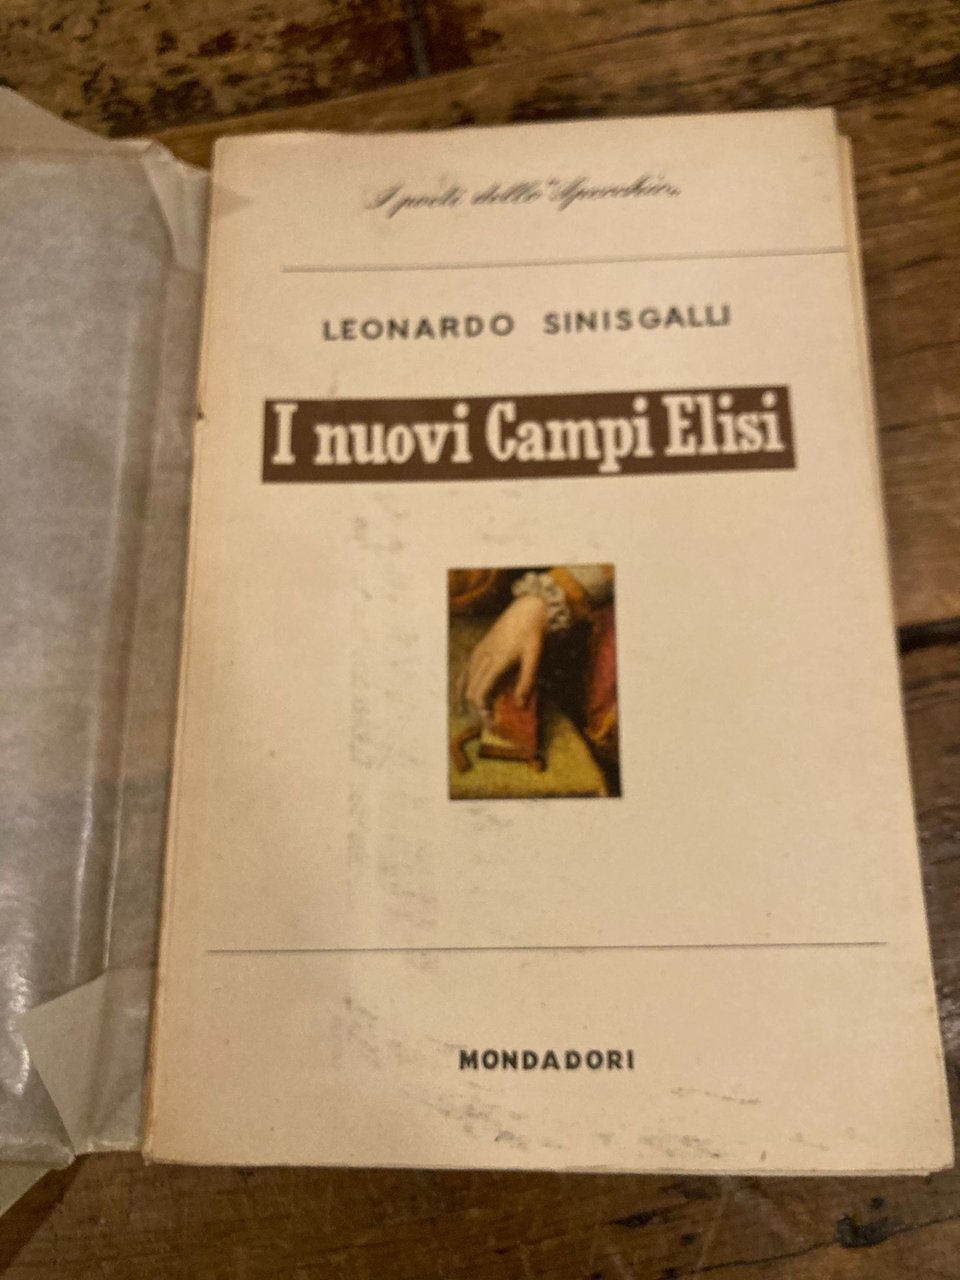 I poeti dello "Specchio"
LEONARDO SINISGALLI
I nuovi Campi Elisi
MONDADORI